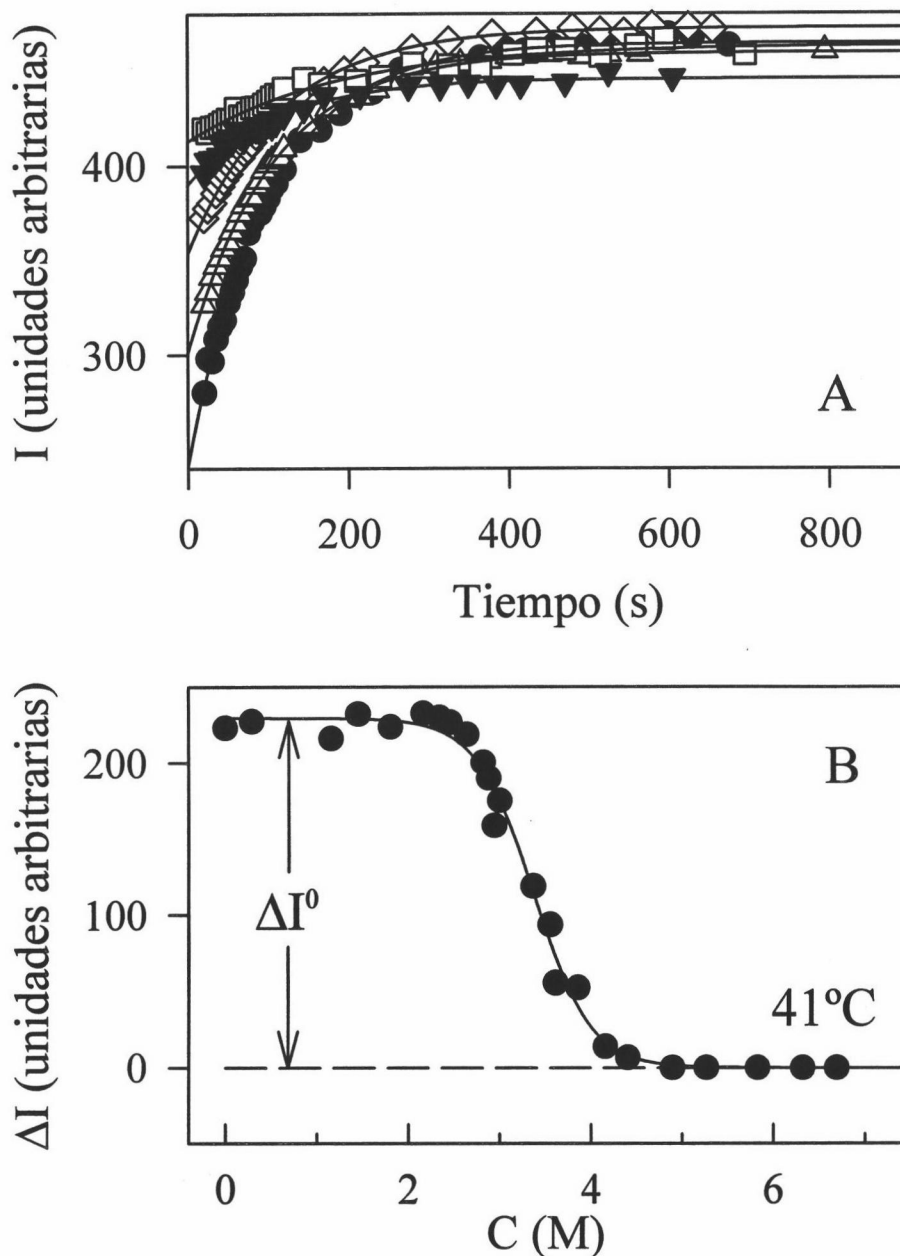 I (unidades arbitrarias)
400
300
A
0 200 400 600 800
Tiempo (s)
ΔI (unidades arbitrarias)
200
100
0
B
ΔI⁰
41ºC
0 2 4 6
C (M)